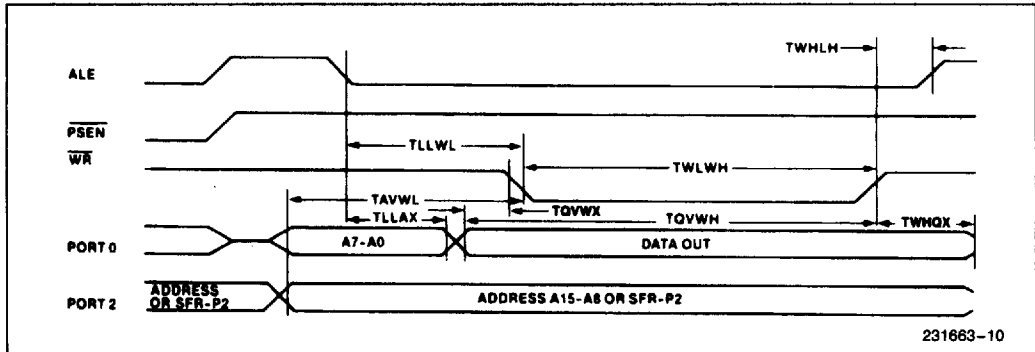 TWHLH
ALE
PSEN
TLLWL
TWLWH
WR
TAVWL
TQVWX
TLLAX
TQVWH
TWHQX
PORT 0
A7-A0
DATA OUT
ADDRESS
OR SFR-P2
PORT 2
ADDRESS A15-A8 OR SFR-P2
231663-10